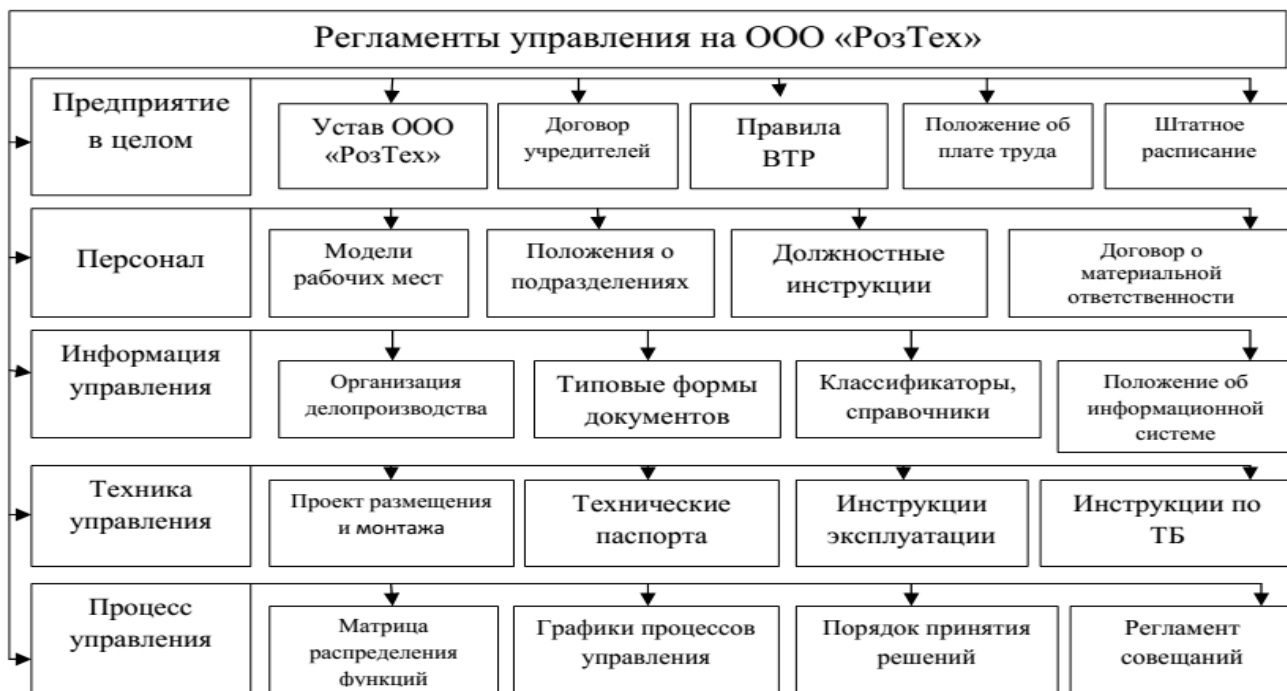 Регламенты управления на ООО «РозТех»
Предприятие
в целом
Устав ООО
«РозТех»
Договор
учредителей
Правила
ВТР
Положение об
плате труда
Штатное
расписание
Персонал
Модели
рабочих мест
Положения о
подразделениях
Должностные
инструкции
Договор о
материальной
ответственности
Информация
управления
Организация
делопроизводства
Типовые формы
документов
Классификаторы,
справочники
Положение об
информационной
системе
Техника
управления
Проект размещения
и монтажа
Технические
паспорта
Инструкции
эксплуатации
Инструкции по
ТБ
Процесс
управления
Матрица
распределения
функций
Графики процессов
управления
Порядок принятия
решений
Регламент
совещаний